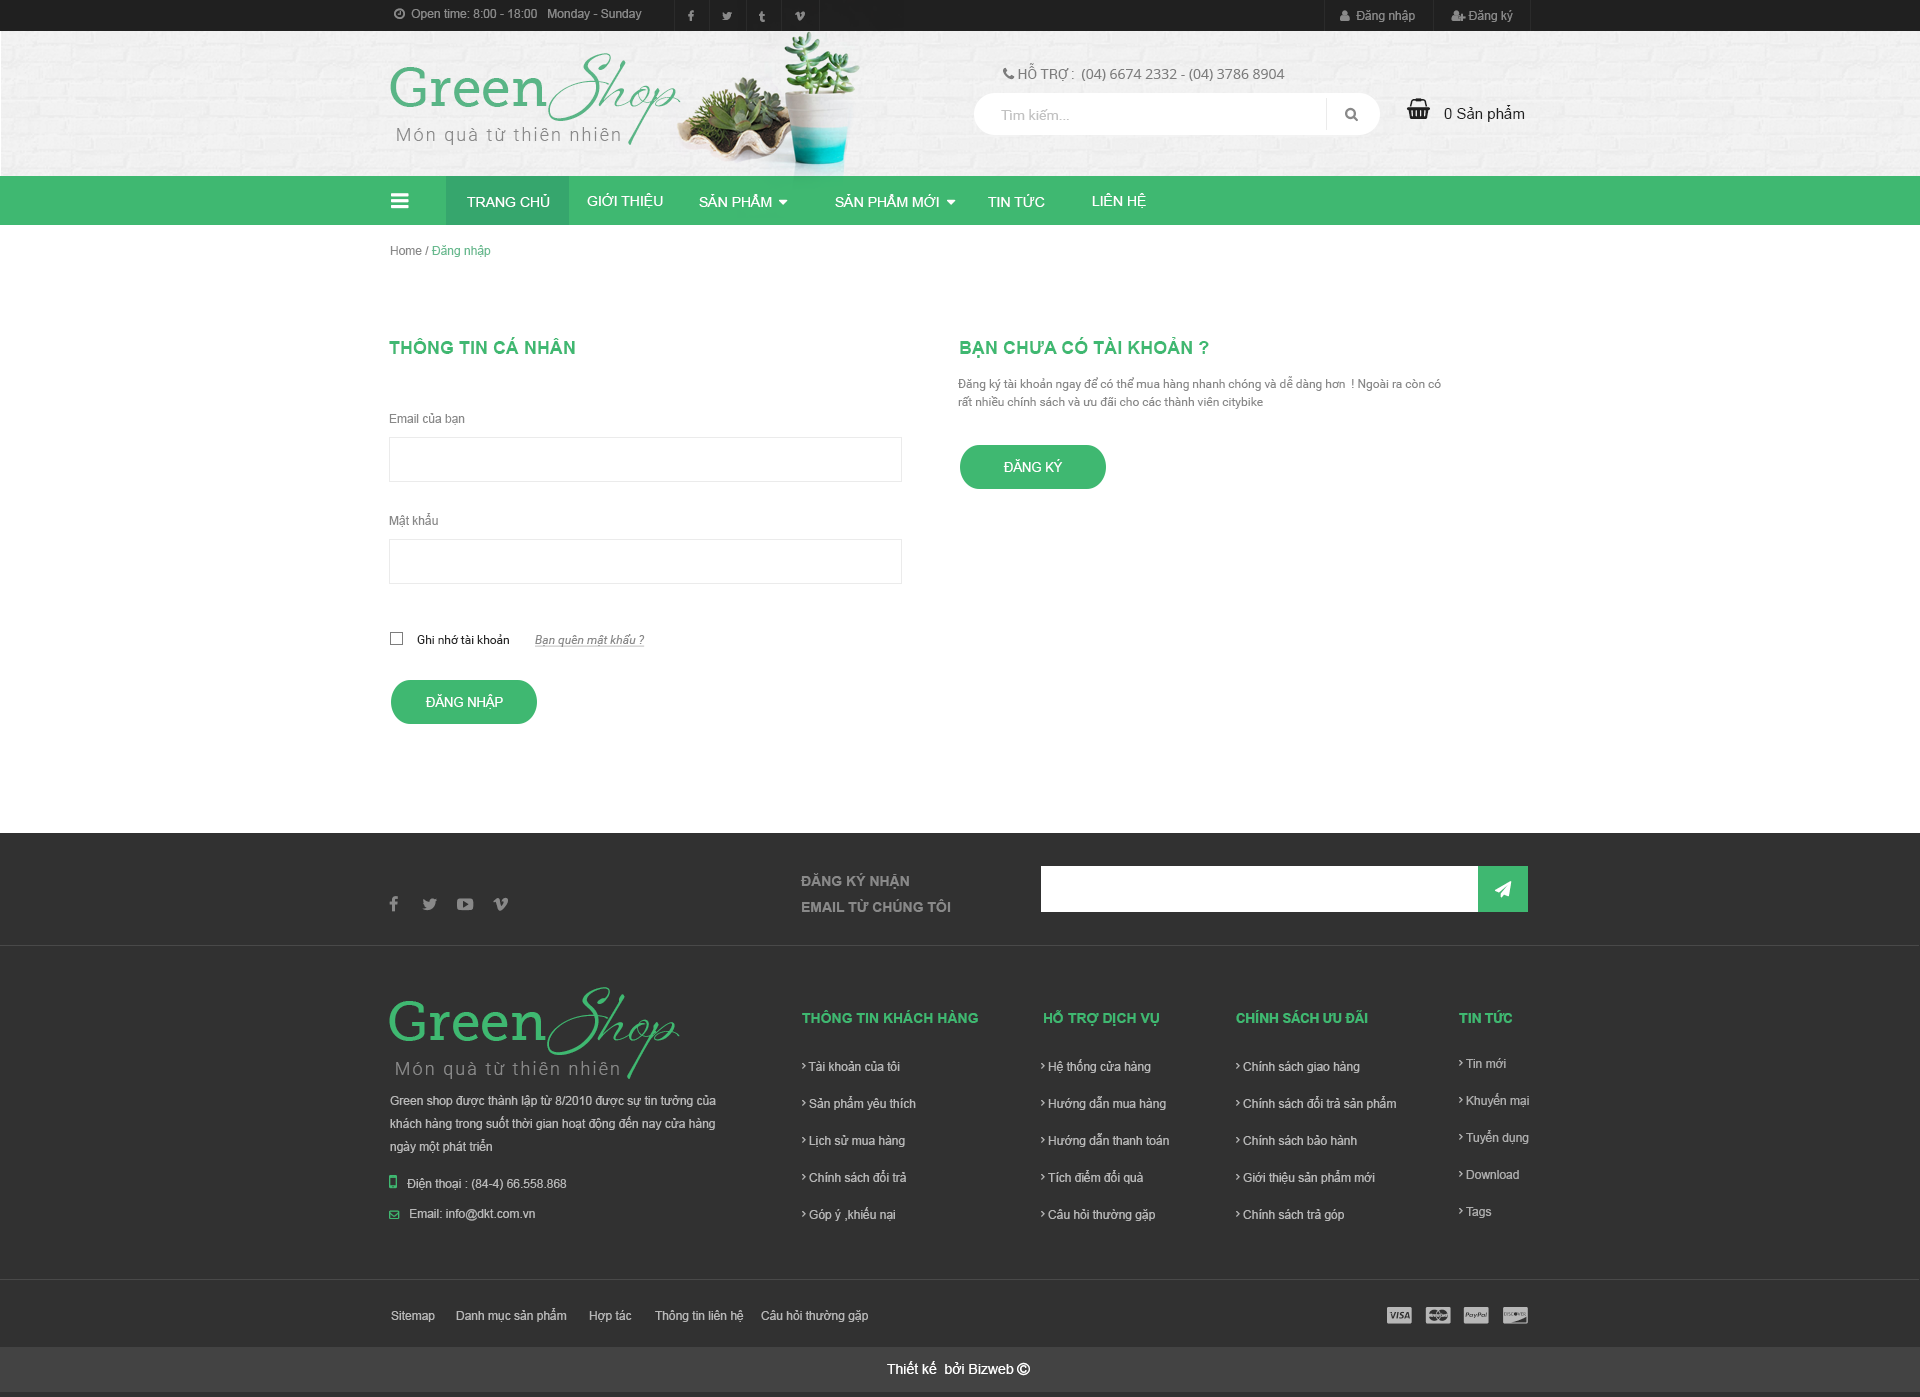 Open time: 8:00 - 18:00   Monday - Sunday
Đăng nhập
Đăng ký
Green Shop
Món quà từ thiên nhiên
HỖ TRỢ :  (04) 6674 2332 - (04) 3786 8904
Tìm kiếm...
0 Sản phẩm
TRANG CHỦ
GIỚI THIỆU
SẢN PHẨM
SẢN PHẨM MỚI
TIN TỨC
LIÊN HỆ
Home / Đăng nhập
THÔNG TIN CÁ NHÂN
Email của bạn
Mật khẩu
Ghi nhớ tài khoản
Bạn quên mật khẩu ?
ĐĂNG NHẬP
BẠN CHƯA CÓ TÀI KHOẢN ?
Đăng ký tài khoản ngay để có thể mua hàng nhanh chóng và dễ dàng hơn  ! Ngoài ra còn có
rất nhiều chính sách và ưu đãi cho các thành viên citybike
ĐĂNG KÝ
ĐĂNG KÝ NHẬN
EMAIL TỪ CHÚNG TÔI
Green Shop
Món quà từ thiên nhiên
Green shop được thành lập từ 8/2010 được sự tin tưởng của
khách hàng trong suốt thời gian hoạt động đến nay cửa hàng
ngày một phát triển
Điện thoại : (84-4) 66.558.868
Email: info@dkt.com.vn
THÔNG TIN KHÁCH HÀNG
Tài khoản của tôi
Sản phẩm yêu thích
Lịch sử mua hàng
Chính sách đổi trả
Góp ý ,khiếu nại
HỖ TRỢ DỊCH VỤ
Hệ thống cửa hàng
Hướng dẫn mua hàng
Hướng dẫn thanh toán
Tích điểm đổi quà
Câu hỏi thường gặp
CHÍNH SÁCH ƯU ĐÃI
Chính sách giao hàng
Chính sách đổi trả sản phẩm
Chính sách bảo hành
Giới thiệu sản phẩm mới
Chính sách trả góp
TIN TỨC
Tin mới
Khuyến mại
Tuyển dụng
Download
Tags
Sitemap
Danh mục sản phẩm
Hợp tác
Thông tin liên hệ
Câu hỏi thường gặp
VISA
PayPal
DISCOVER
Thiết kế  bởi Bizweb ©